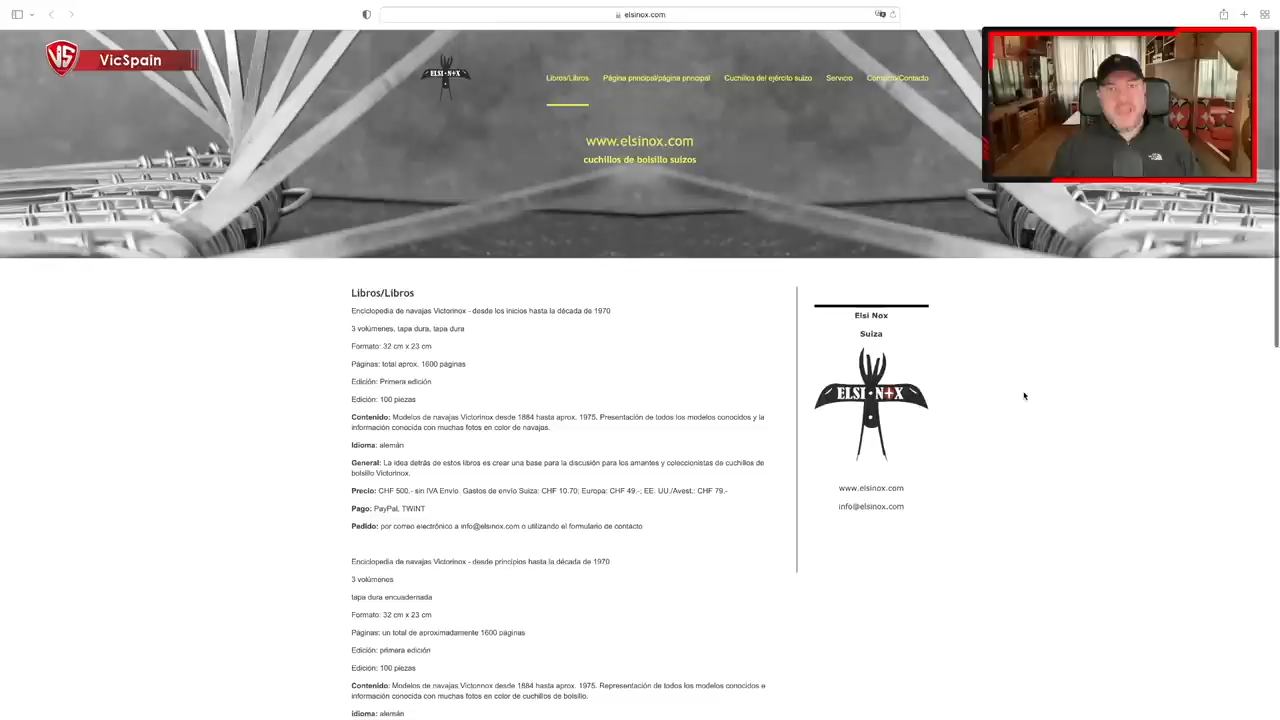 elsinox.com
VicSpain
ELSI NOX
Libros/Libros
Página principal/página principal
Cuchillos del ejército suizo
Servicio
Contacto/Contacto
www.elsinox.com
cuchillos de bolsillo suizos
Libros/Libros
Enciclopedia de navajas Victorinox - desde los inicios hasta la década de 1970
3 volúmenes, tapa dura, tapa dura
Formato: 32 cm x 23 cm
Páginas: total aprox. 1600 páginas
Edición: Primera edición
Edición: 100 piezas
Contenido: Modelos de navajas Victorinox desde 1884 hasta aprox. 1975. Presentación de todos los modelos conocidos y la
información conocida con muchas fotos en color de navajas.
Idioma: alemán
General: La idea detrás de estos libros es crear una base para la discusión para los amantes y coleccionistas de cuchillos de
bolsillo Victorinox.
Precio: CHF 500.- sin IVA Envío. Gastos de envío Suiza: CHF 10.70; Europa: CHF 49.-; EE. UU./Avest.: CHF 79.-
Pago: PayPal, TWINT
Pedido: por correo electrónico a info@elsinox.com o utilizando el formulario de contacto
Enciclopedia de navajas Victorinox - desde principios hasta la década de 1970
3 volúmenes
tapa dura encuadernada
Formato: 32 cm x 23 cm
Páginas: un total de aproximadamente 1600 páginas
Edición: primera edición
Edición: 100 piezas
Contenido: Modelos de navajas Victorinox desde 1884 hasta aprox. 1975. Representación de todos los modelos conocidos e
información conocida con muchas fotos en color de cuchillos de bolsillo.
idioma: alemán
Elsi Nox
Suiza
ELSI NOX
www.elsinox.com
info@elsinox.com